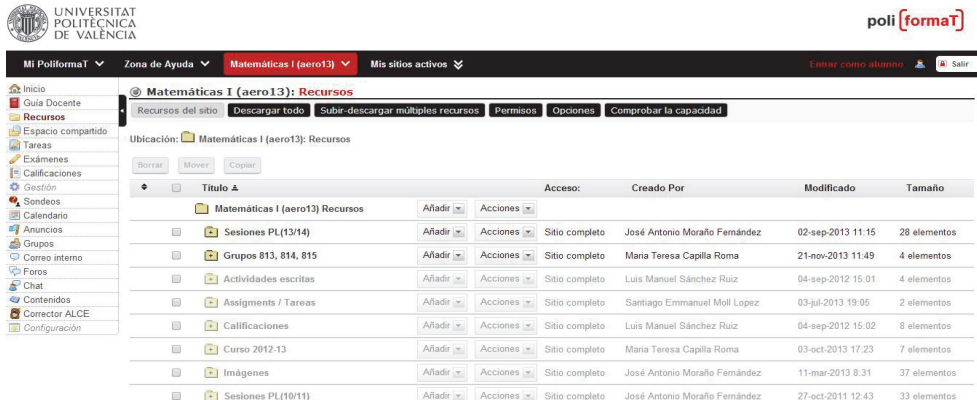 UNIVERSITAT
POLITÈCNICA
DE VALÈNCIA
poli [formaT]
Mi PoliformaT Zona de Ayuda Matemáticas I (aero13) Mis sitios activos Entrar como alumno Salir
Inicio
Guía Docente
Recursos
Espacio compartido
Tareas
Exámenes
Calificaciones
Gestión
Sondeos
Calendario
Anuncios
Grupos
Correo interno
Foros
Chat
Contenidos
Corrector ALCE
Configuración
Matemáticas I (aero13): Recursos
Recursos del sitio Descargar todo Subir-descargar múltiples recursos Permisos Opciones Comprobar la capacidad
Ubicación: Matemáticas I (aero13): Recursos
Borrar Mover Copiar
Título Acceso: Creado Por Modificado Tamaño
Matemáticas I (aero13) Recursos Añadir Acciones
Sesiones PL(13/14) Añadir Acciones Sitio completo José Antonio Moraño Fernández 02-sep-2013 11:15 28 elementos
Grupos 813, 814, 815 Añadir Acciones Sitio completo Maria Teresa Capilla Roma 21-nov-2013 11:49 4 elementos
Actividades escritas Añadir Acciones Sitio completo Luis Manuel Sánchez Ruiz 04-sep-2012 15:01 4 elementos
Assigments / Tareas Añadir Acciones Sitio completo Santiago Emmanuel Moll Lopez 03-jul-2013 19:05 2 elementos
Calificaciones Añadir Acciones Sitio completo Luis Manuel Sánchez Ruiz 04-sep-2012 15:02 8 elementos
Curso 2012-13 Añadir Acciones Sitio completo Maria Teresa Capilla Roma 03-oct-2013 17:23 7 elementos
Imágenes Añadir Acciones Sitio completo José Antonio Moraño Fernández 11-mar-2013 8:31 37 elementos
Sesiones PL(10/11) Añadir Acciones Sitio completo José Antonio Moraño Fernández 27-oct-2011 12:43 33 elementos